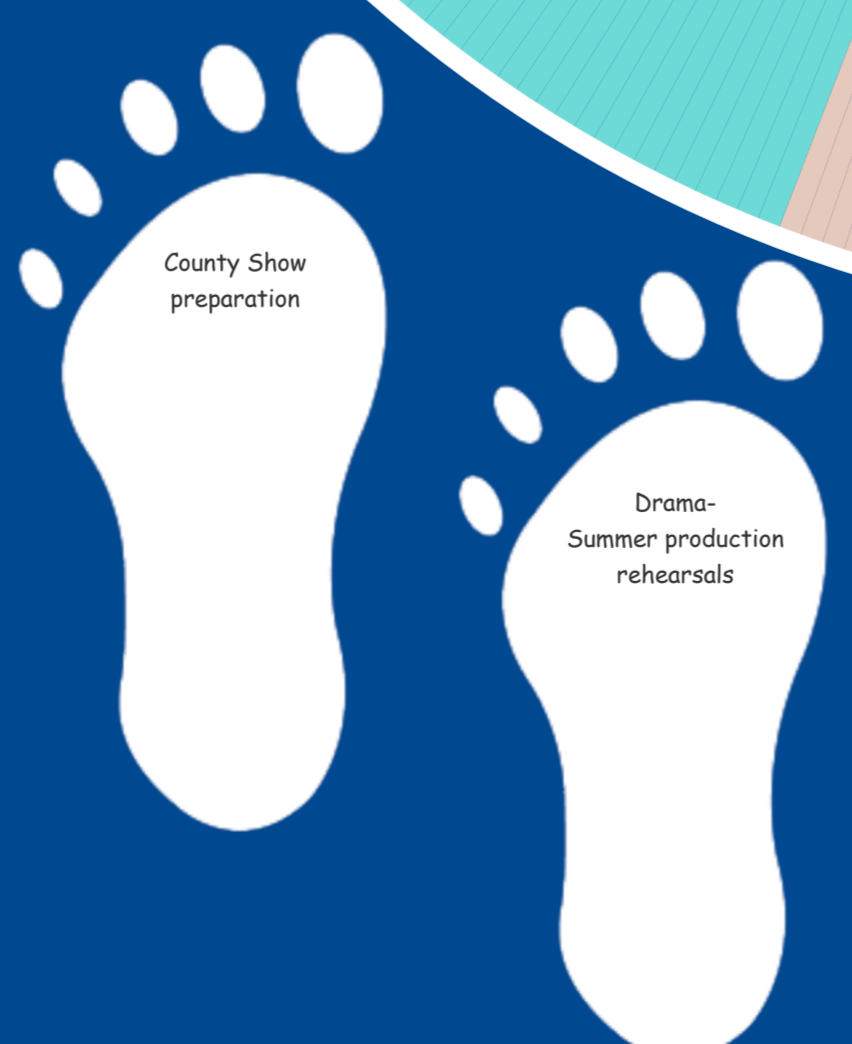 County Show
preparation
Drama-
Summer production
rehearsals